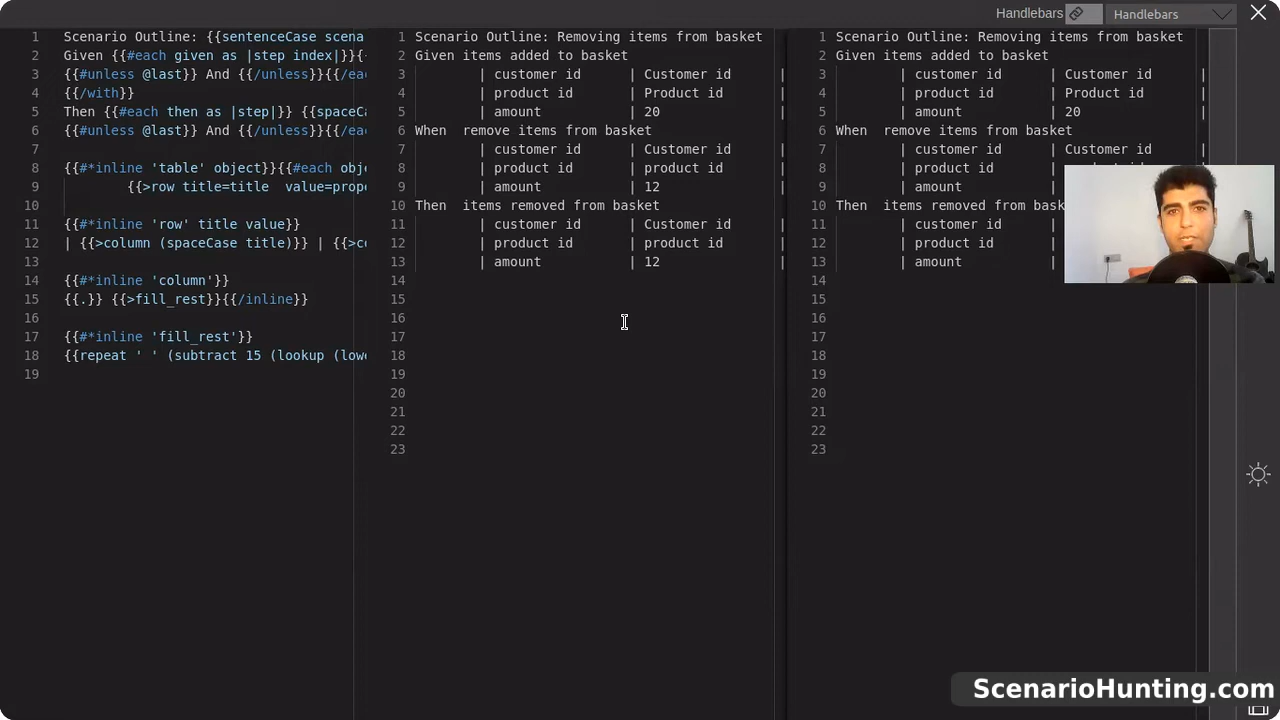 Handlebars Handlebars
1 Scenario Outline: {{sentenceCase scena
2 Given {{#each given as |step index|}}{
3 {{#unless @last}} And {{/unless}}{{/eac
4 {{/with}}
5 Then {{#each then as |step|}} {{spaceCa
6 {{#unless @last}} And {{/unless}}{{/eac
7
8 {{#*inline 'table' object}}{{#each obje
9 {{>row title=title value=prope
10
11 {{#*inline 'row' title value}}
12 | {{>column (spaceCase title)}} | {{>co
13
14 {{#*inline 'column'}}
15 {{.}} {{>fill_rest}}{{/inline}}
16
17 {{#*inline 'fill_rest'}}
18 {{repeat ' ' (subtract 15 (lookup (lowe
19
1 Scenario Outline: Removing items from basket
2 Given items added to basket
3 | customer id | Customer id |
4 | product id | Product id
5 | amount | 20
6 When remove items from basket
7 | customer id | Customer id |
8 | product id | product id
9 | amount | 12
10 Then items removed from basket
11 | customer id | Customer id |
12 | product id | product id
13 | amount | 12 |
14
15
16
17
18
19
20
21
22
23
1 Scenario Outline: Removing items from basket
2 Given items added to basket
3 | customer id | Customer id |
4 | product id | Product id
5 | amount | 20 |
6 When remove items from basket
7 | customer id | Customer id |
8 | product id |
9 | amount |
10 Then items removed from bask
11 | customer id |
12 | product id |
13 | amount |
14
15
16
17
18
19
20
21
22
23
ScenarioHunting.com